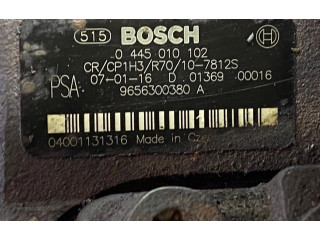 515 BOSCH
0 445 010 102
CR/CP1H3/R70/10-7812S
PSA 07-01-16 D 01369 00016
9656300380 A
04001131316 Made in